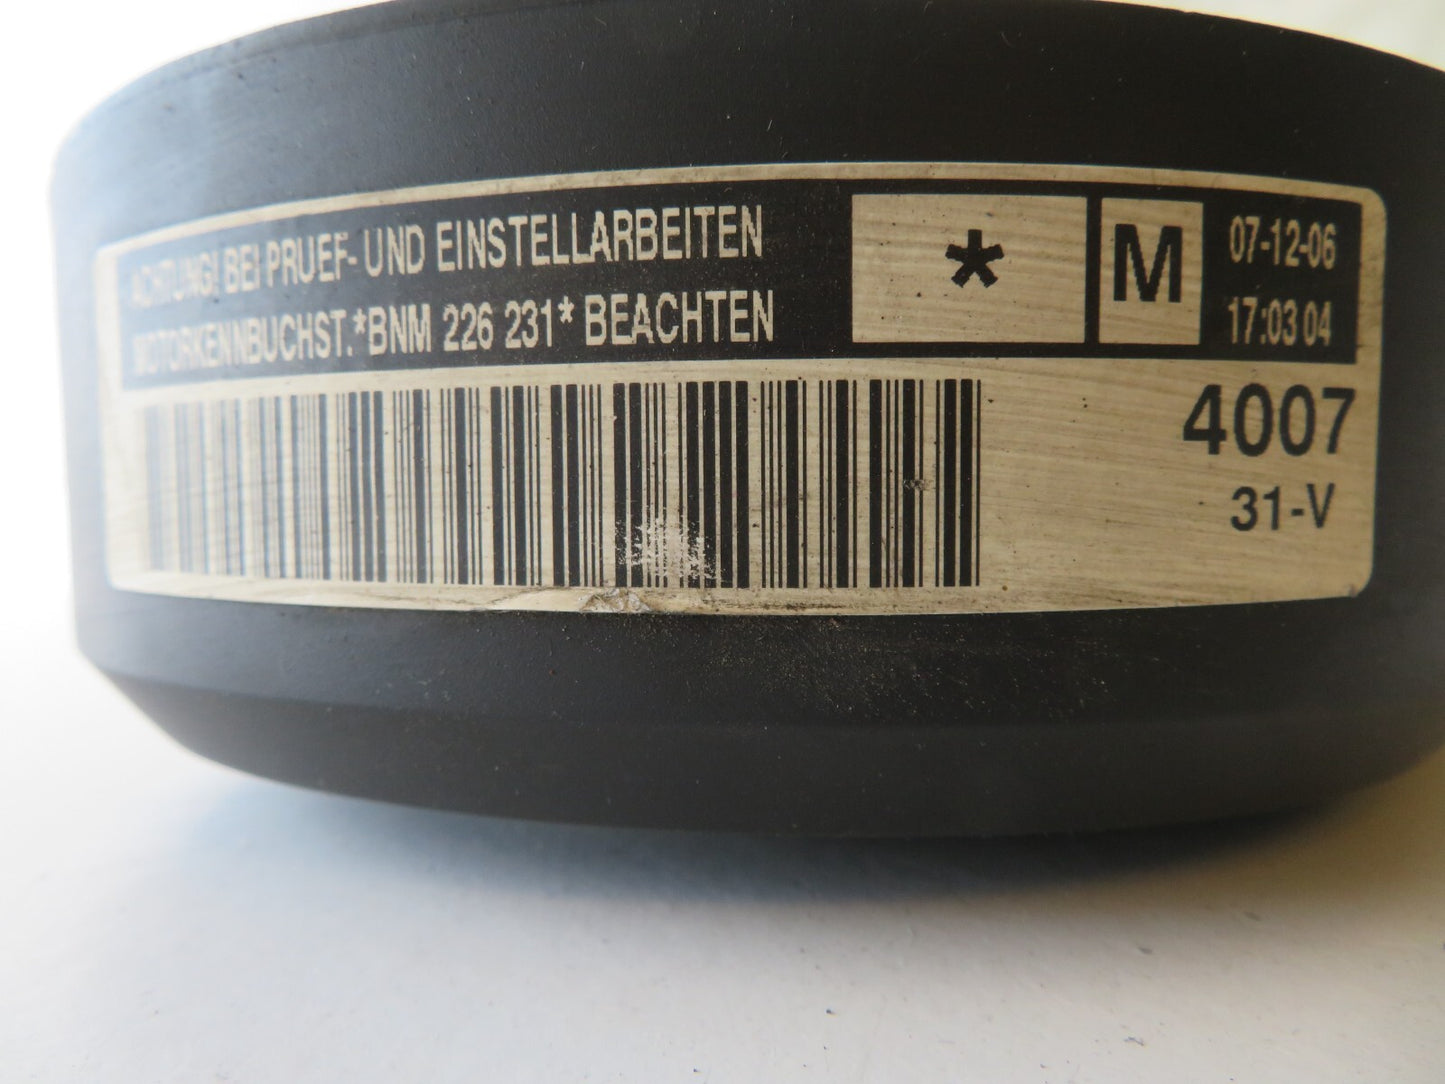 ACHTUNG! BEI PRUEF- UND EINSTELLARBEITEN
MOTORKENNBUCHST.*BNM 226 231* BEACHTEN
*
M
07-12-06
17:03 04
4007
31-V